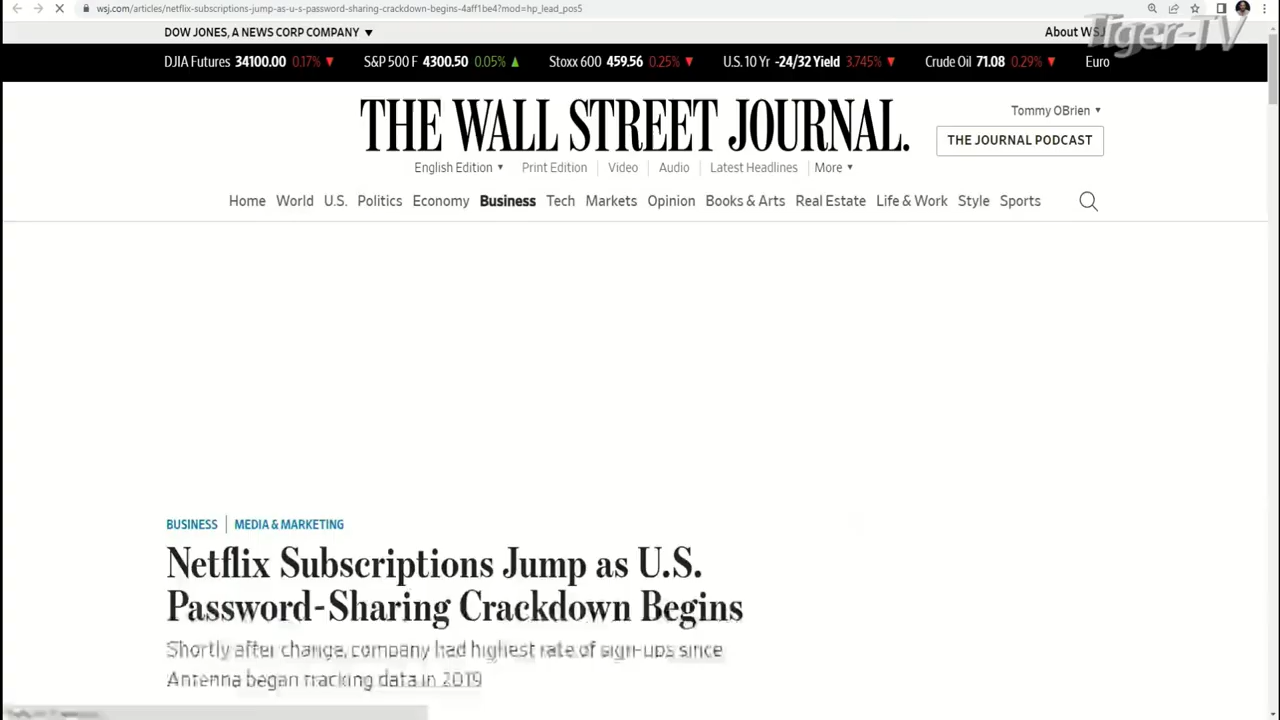 wsj.com/articles/netflix-subscriptions-jump-as-u-s-password-sharing-crackdown-begins-4aff1be4?mod=hp_lead_pos5
DOW JONES, A NEWS CORP COMPANY ▼ About WSJ
Tiger-TV
DJIA Futures 34100.00 0.17% ▼ S&P 500 F 4300.50 0.05% ▲ Stoxx 600 459.56 0.25% ▼ U.S. 10 Yr -24/32 Yield 3.745% ▼ Crude Oil 71.08 0.29% ▼ Euro
THE WALL STREET JOURNAL.
Tommy OBrien ▼
THE JOURNAL PODCAST
English Edition ▼ Print Edition Video Audio Latest Headlines More ▼
Home World U.S. Politics Economy Business Tech Markets Opinion Books & Arts Real Estate Life & Work Style Sports
BUSINESS | MEDIA & MARKETING
Netflix Subscriptions Jump as U.S.
Password-Sharing Crackdown Begins
Shortly after change, company had highest rate of sign-ups since
Antenna began tracking data in 2019